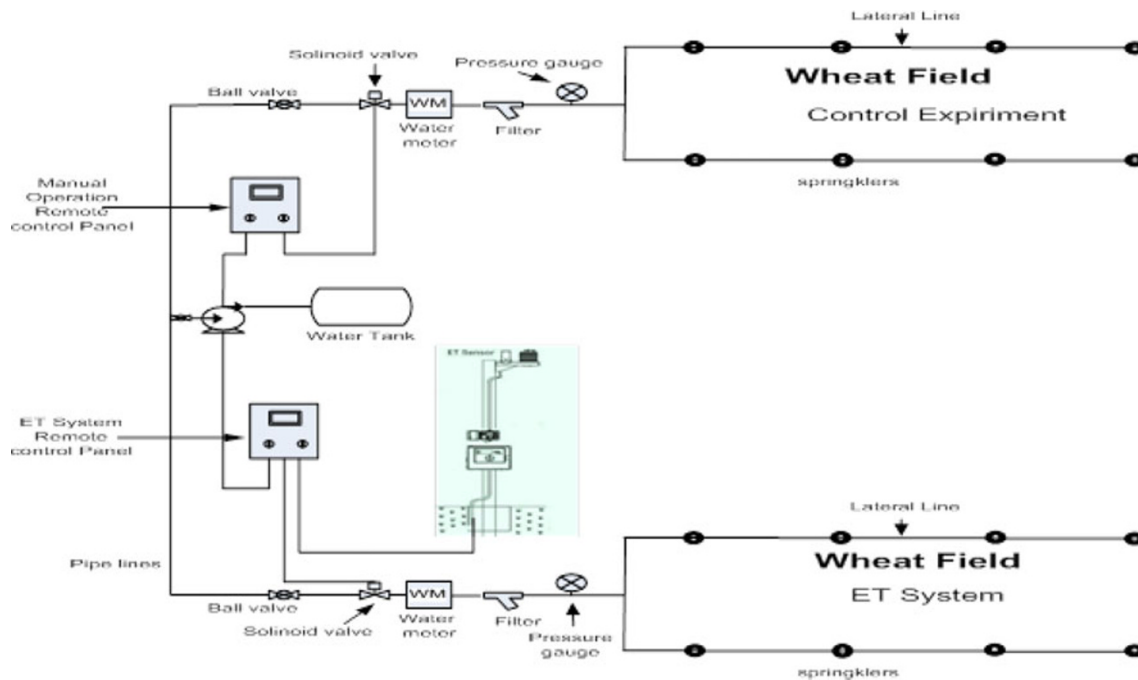 Lateral Line
Solinoid valve
Pressure gauge
Wheat Field
Ball valve
WM
Control Expiriment
Water
meter
Filter
Manual
Operation
Remote
control Panel
springklers
Water Tank
ET Sensor
ET System
Remote
control Panel
Lateral Line
Wheat Field
Pipe lines
ET System
WM
Ball valve
Water
meter
Filter
Solinoid valve
Pressure
gauge
springklers